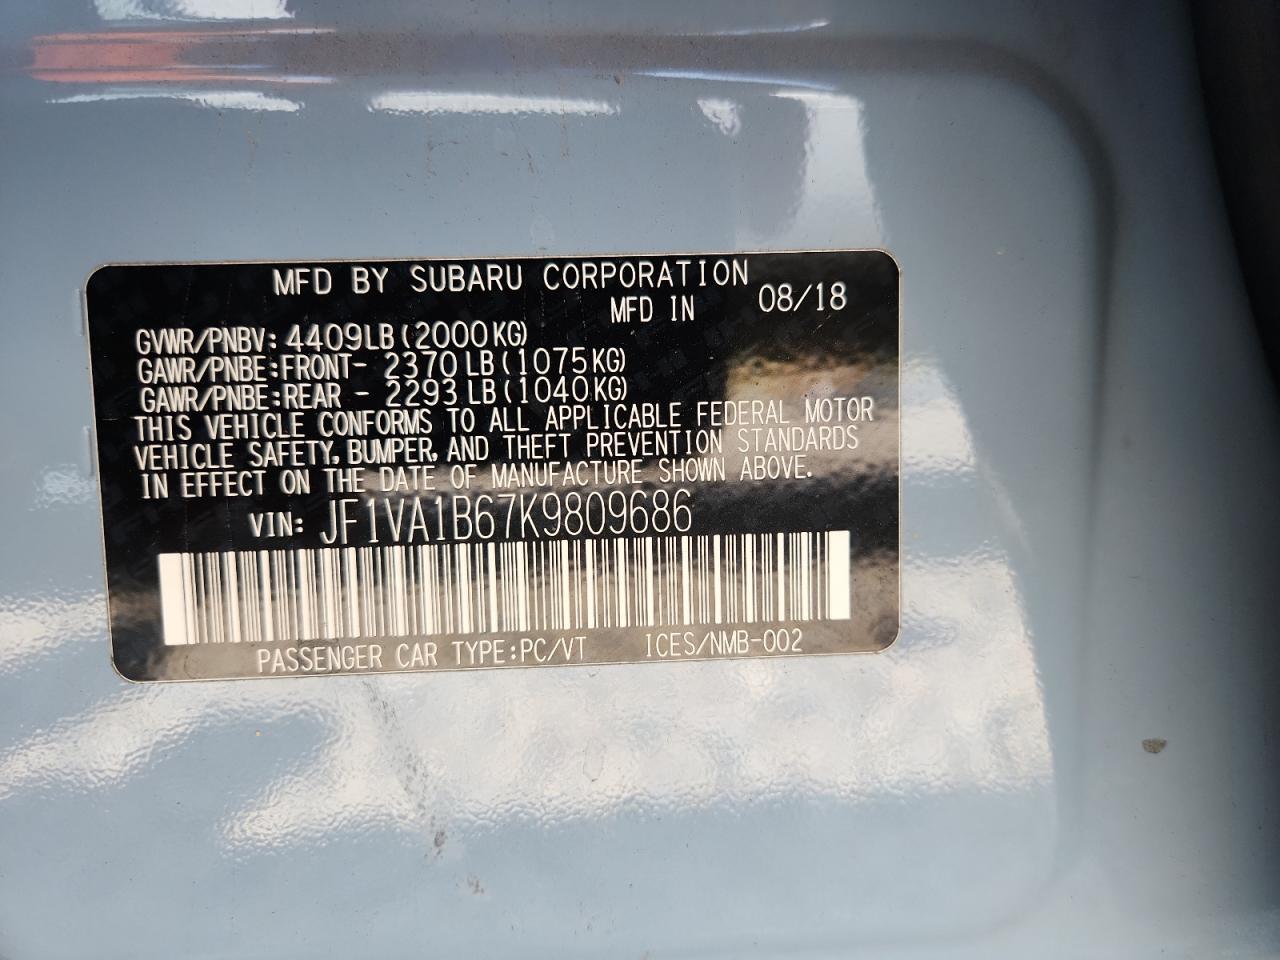 MFD BY SUBARU CORPORATION
MFD IN 08/18
GVWR/PNBV: 4409LB(2000KG)
GAWR/PNBE:FRONT- 2370LB(1075KG)
GAWR/PNBE:REAR - 2293LB(1040KG)
THIS VEHICLE CONFORMS TO ALL APPLICABLE FEDERAL MOTOR
VEHICLE SAFETY, BUMPER, AND THEFT PREVENTION STANDARDS
IN EFFECT ON THE DATE OF MANUFACTURE SHOWN ABOVE.
VIN: JF1VA1B67K9809686
PASSENGER CAR TYPE:PC/VT ICES/NMB-002